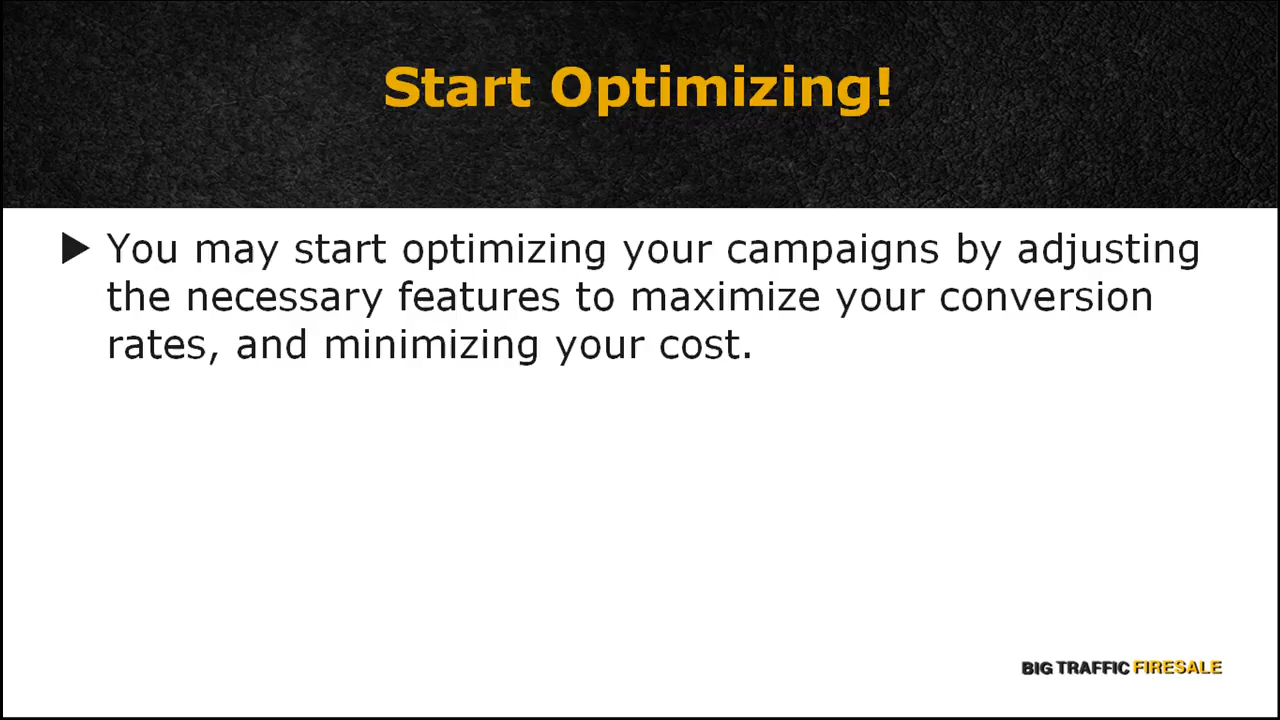 Start Optimizing!
You may start optimizing your campaigns by adjusting
the necessary features to maximize your conversion
rates, and minimizing your cost.
BIG TRAFFIC FIRESALE